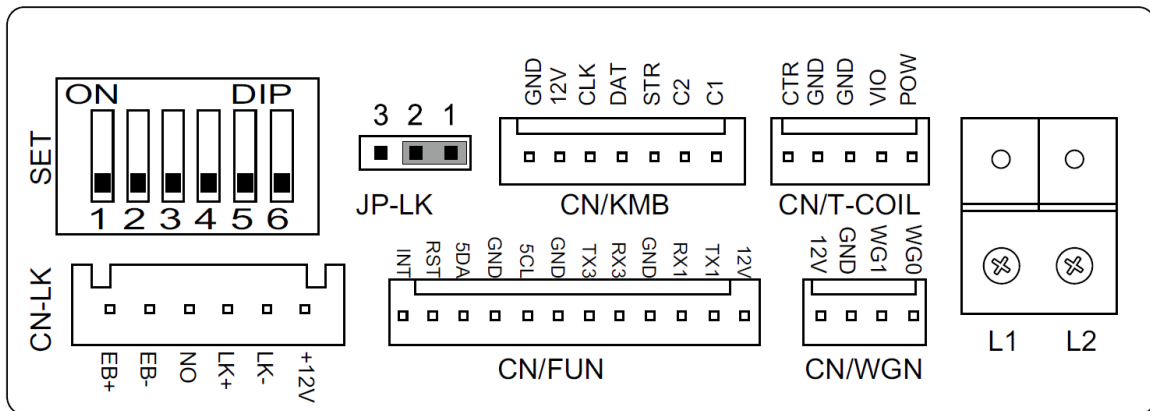 ON DIP
SET
1 2 3 4 5 6
3 2 1
JP-LK
GND 12V CLK DAT STR C2 C1
CN/KMB
CTR GND GND VIO POW
CN/T-COIL
CN-LK
EB+ EB- NO LK+ LK- +12V
INT RST 5DA GND 5CL GND TX3 RX3 GND RX1 TX1 12V
CN/FUN
12V GND WG1 WG0
CN/WGN
L1 L2